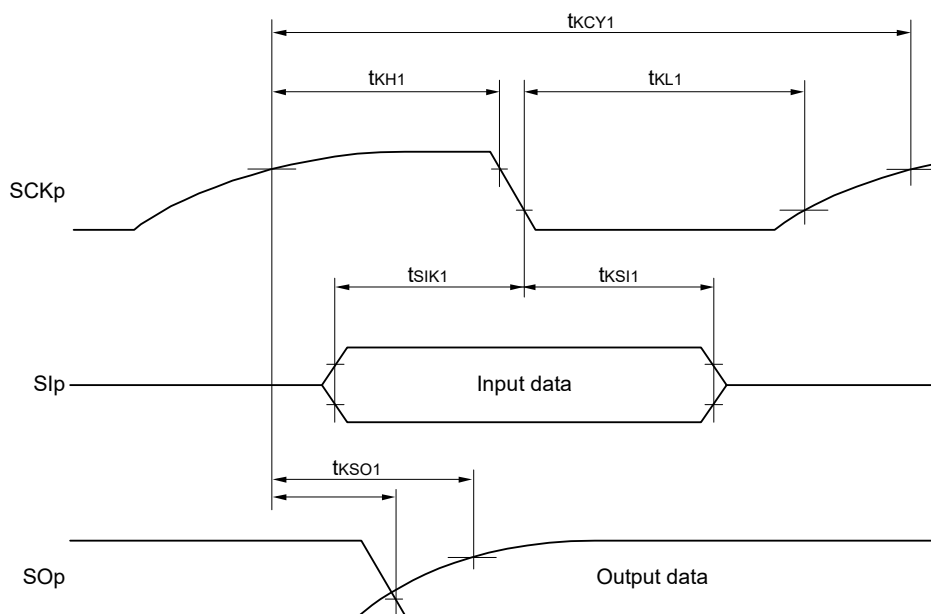 tKCY1
tKH1
tKL1
SCKp
tSIK1
tKSI1
SIp
Input data
tKSO1
SOp
Output data